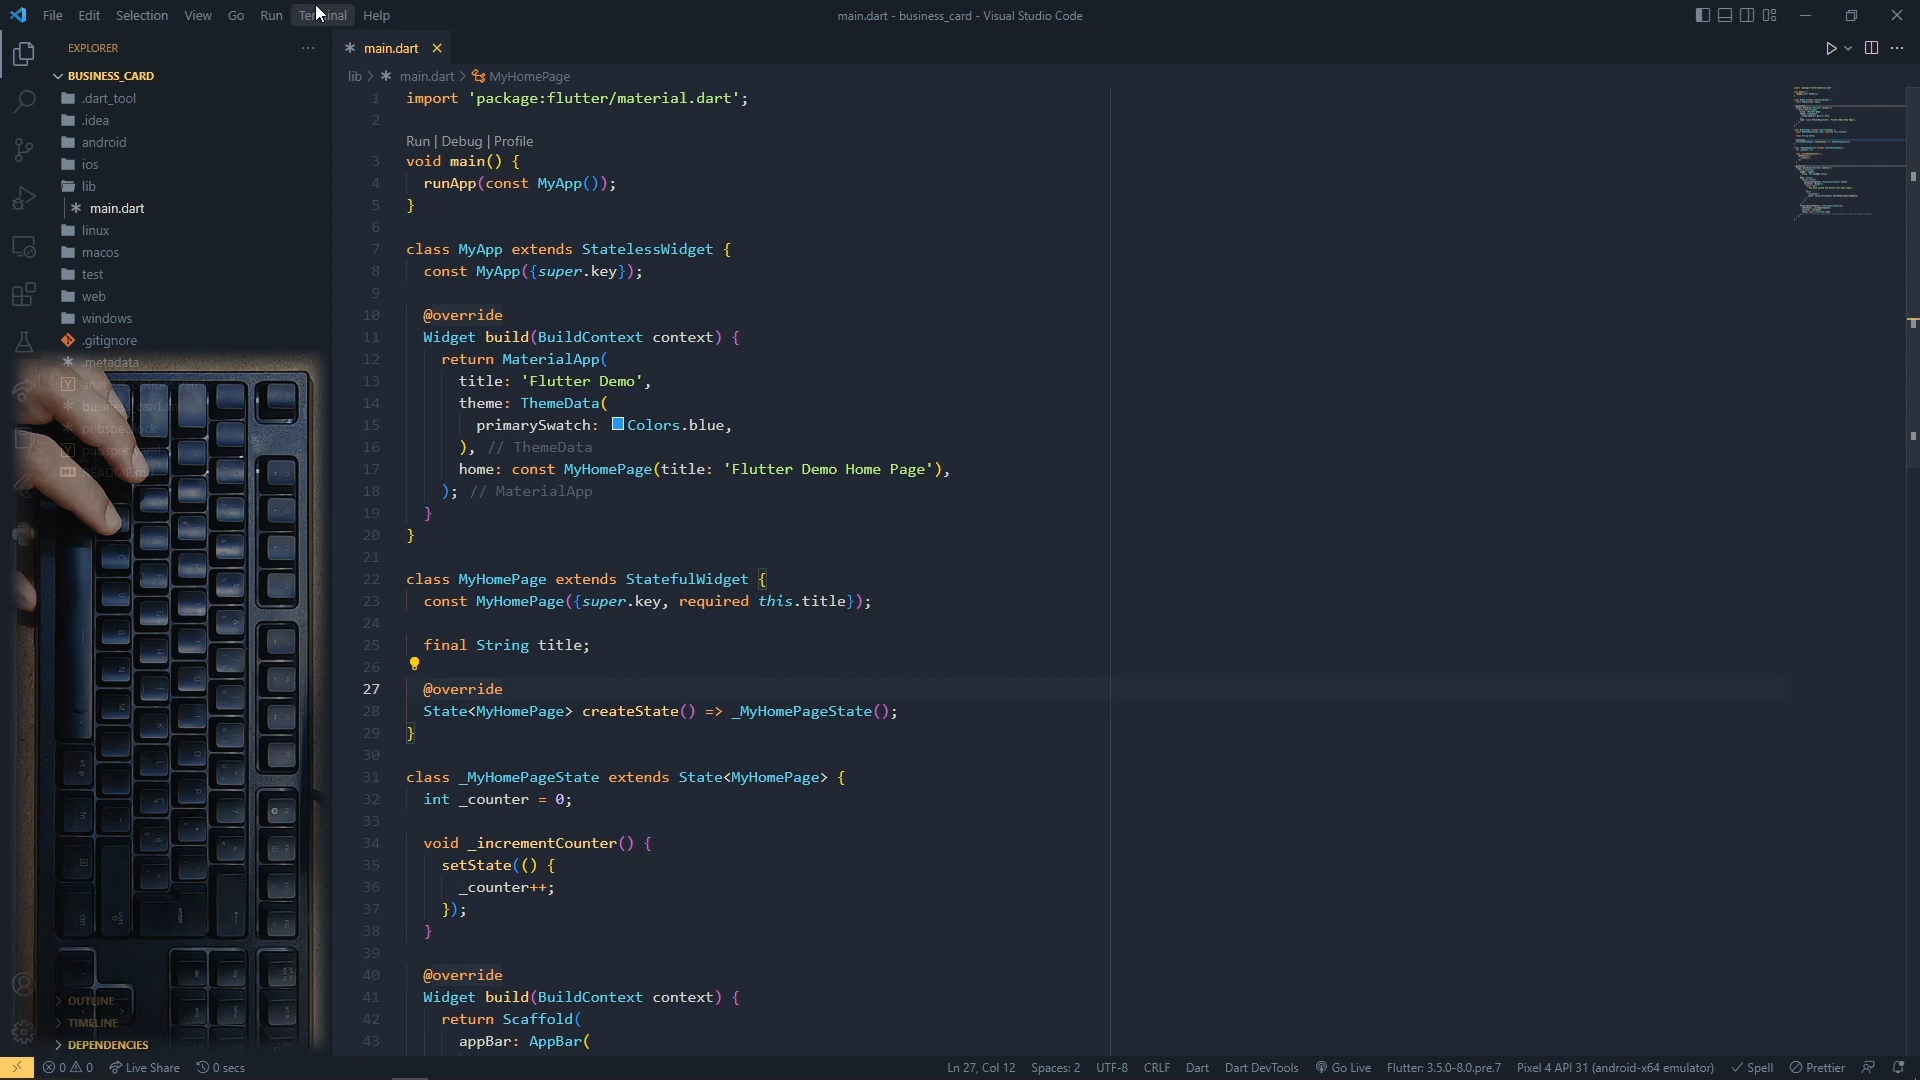 File Edit Selection View Go Run Terminal Help
main.dart - business_card - Visual Studio Code
EXPLORER
BUSINESS_CARD
.dart_tool
.idea
android
ios
lib
main.dart
linux
macos
test
web
windows
.gitignore
.metadata
OUTLINE
TIMELINE
DEPENDENCIES
main.dart
lib > main.dart > MyHomePage
1 import 'package:flutter/material.dart';
2
Run | Debug | Profile
3 void main() {
4 runApp(const MyApp());
5 }
6
7 class MyApp extends StatelessWidget {
8 const MyApp({super.key});
9
10 @override
11 Widget build(BuildContext context) {
12 return MaterialApp(
13 title: 'Flutter Demo',
14 theme: ThemeData(
15 primarySwatch: Colors.blue,
16 ), // ThemeData
17 home: const MyHomePage(title: 'Flutter Demo Home Page'),
18 ); // MaterialApp
19 }
20 }
21
22 class MyHomePage extends StatefulWidget {
23 const MyHomePage({super.key, required this.title});
24
25 final String title;
26
27 @override
28 State<MyHomePage> createState() => _MyHomePageState();
29 }
30
31 class _MyHomePageState extends State<MyHomePage> {
32 int _counter = 0;
33
34 void _incrementCounter() {
35 setState(() {
36 _counter++;
37 });
38 }
39
40 @override
41 Widget build(BuildContext context) {
42 return Scaffold(
43 appBar: AppBar(
0 0 Live Share 0 secs
Ln 27, Col 12 Spaces: 2 UTF-8 CRLF Dart Dart DevTools Go Live Flutter: 3.5.0-8.0.pre.7 Pixel 4 API 31 (android-x64 emulator) Spell Prettier